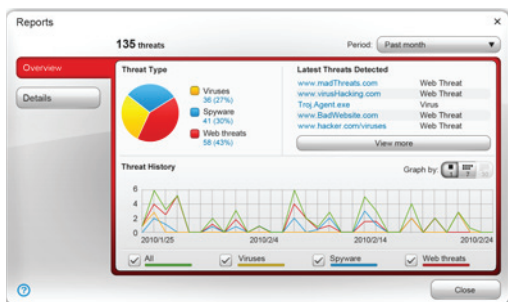 Reports
135 threats
Period: Past month
Overview
Details
Threat Type
Viruses
36 (27%)
Spyware
41 (30%)
Web threats
58 (43%)
Latest Threats Detected
www.madThreats.com Web Threat
www.virusHacking.com Web Threat
Troj.Agent.exe Virus
www.BadWebsite.com Web Threat
www.hacker.com/viruses Web Threat
View more
Threat History
Graph by: 1 7
6
4
2
0
2010/1/25 2010/2/4 2010/2/14 2010/2/24
All Viruses Spyware Web threats
Close